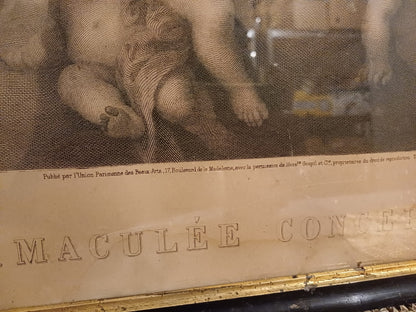 Publié par l'Union Parisienne des Beaux Arts, 17, Boulevard de la Madeleine, avec la permission de Mess.rs Goupil et C.ie, propriétaires du droit de reproduction
MACULÉE CONCE